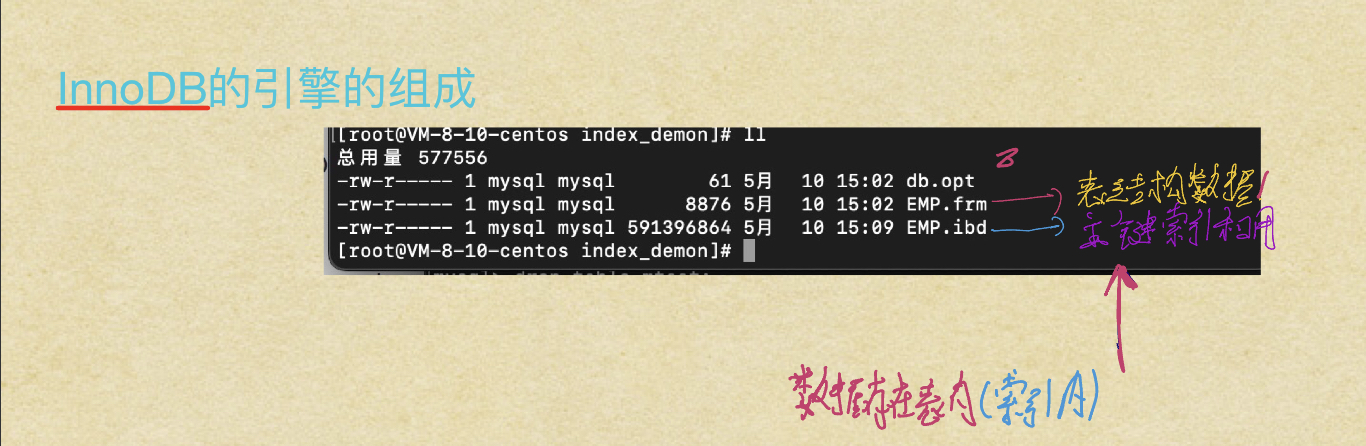 InnoDB的引擎的组成
[root@VM-8-10-centos index_demon]# ll
总用量 577556
-rw-r----- 1 mysql mysql 61 5月 10 15:02 db.opt
-rw-r----- 1 mysql mysql 8876 5月 10 15:02 EMP.frm
-rw-r----- 1 mysql mysql 591396864 5月 10 15:09 EMP.ibd
[root@VM-8-10-centos index_demon]#
表结构数据
主键索引和用
数据存在表内(索引内)